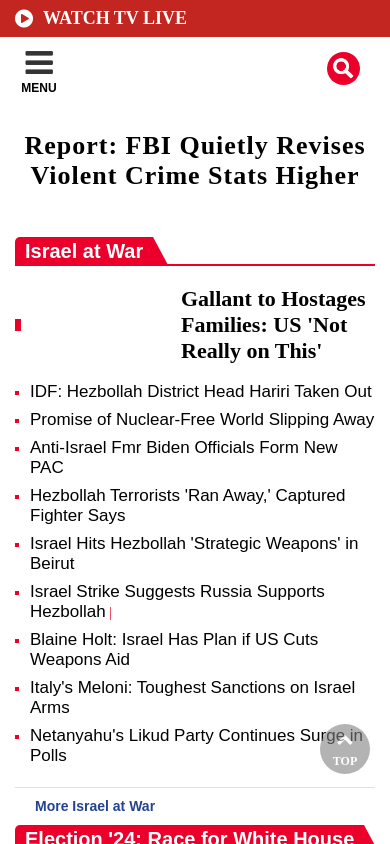 WATCH TV LIVE
MENU
Report: FBI Quietly Revises
Violent Crime Stats Higher
Israel at War
Gallant to Hostages
Families: US 'Not
Really on This'
IDF: Hezbollah District Head Hariri Taken Out
Promise of Nuclear-Free World Slipping Away
Anti-Israel Fmr Biden Officials Form New
PAC
Hezbollah Terrorists 'Ran Away,' Captured
Fighter Says
Israel Hits Hezbollah 'Strategic Weapons' in
Beirut
Israel Strike Suggests Russia Supports
Hezbollah |
Blaine Holt: Israel Has Plan if US Cuts
Weapons Aid
Italy's Meloni: Toughest Sanctions on Israel
Arms
Netanyahu's Likud Party Continues Surge in
Polls
TOP
More Israel at War
Election '24: Race for White House